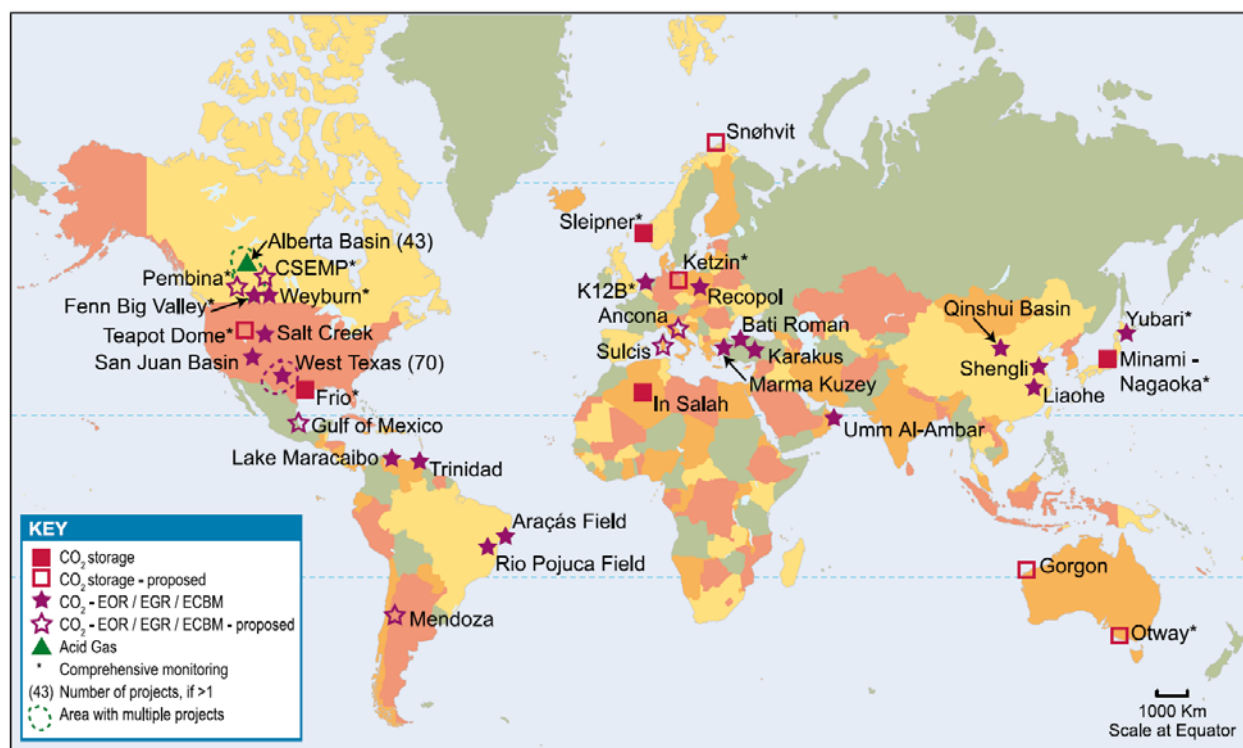 Snøhvit
Sleipner*
Alberta Basin (43)
CSEMP*
Pembina*
Fenn Big Valley*
Weyburn*
Teapot Dome*
Salt Creek
San Juan Basin
West Texas (70)
Frio*
Gulf of Mexico
Lake Maracaibo
Trinidad
Araçás Field
Rio Pojuca Field
Mendoza
Ketzin*
K12B*
Recopol
Ancona
Bati Roman
Sulcis
Karakus
Marma Kuzey
In Salah
Umm Al-Ambar
Qinshui Basin
Yubari*
Shengli
Minami -
Nagaoka*
Liaohe
Gorgon
Otway*
KEY
CO₂ storage
CO₂ storage - proposed
CO₂ - EOR / EGR / ECBM
CO₂ - EOR / EGR / ECBM - proposed
Acid Gas
* Comprehensive monitoring
(43) Number of projects, if >1
Area with multiple projects
1000 Km
Scale at Equator